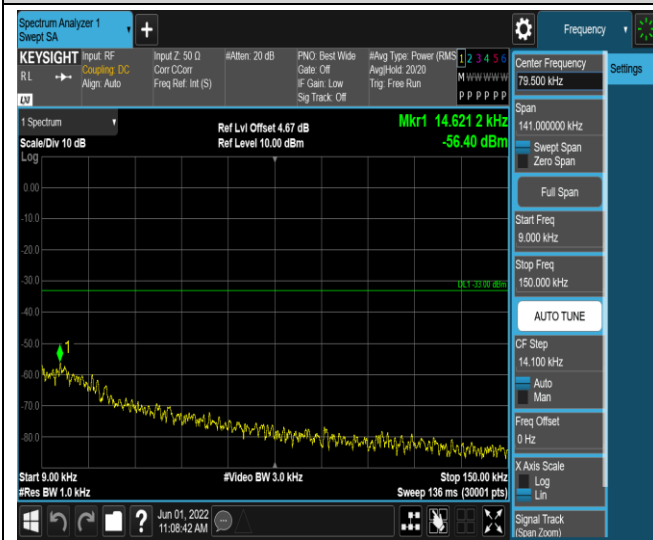 Spectrum Analyzer 1
Swept SA
Frequency
KEYSIGHT
RL
LXI
Input: RF
Coupling: DC
Align: Auto
Input Z: 50 Ω
Corr CCorr
Freq Ref: Int (S)
#Atten: 20 dB
PNO: Best Wide
Gate: Off
IF Gain: Low
Sig Track: Off
#Avg Type: Power (RMS
Avg|Hold: 20/20
Trig: Free Run
1 2 3 4 5 6
M W W W W W
P P P P P P
1 Spectrum
Scale/Div 10 dB
Log
Ref Lvl Offset 4.67 dB
Ref Level 10.00 dBm
Mkr1 14.621 2 kHz
-56.40 dBm
0.00
-10.0
-20.0
-30.0
DL1 -33.00 dBm
-40.0
-50.0
1
-60.0
-70.0
-80.0
Start 9.00 kHz
#Video BW 3.0 kHz
Stop 150.00 kHz
#Res BW 1.0 kHz
Sweep 136 ms (30001 pts)
Jun 01, 2022
11:08:42 AM
Center Frequency
79.500 kHz
Settings
Span
141.000000 kHz
Swept Span
Zero Span
Full Span
Start Freq
9.000 kHz
Stop Freq
150.000 kHz
AUTO TUNE
CF Step
14.100 kHz
Auto
Man
Freq Offset
0 Hz
X Axis Scale
Log
Lin
Signal Track
(Span Zoom)